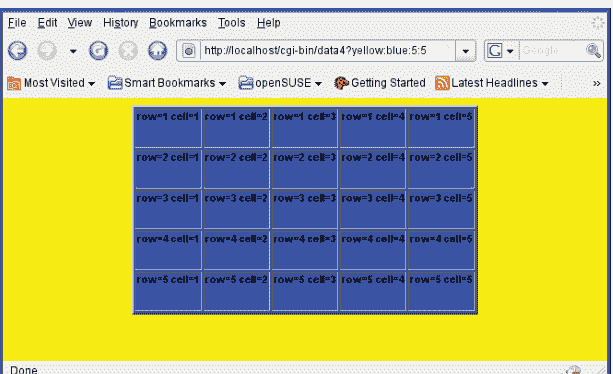 File Edit View History Bookmarks Tools Help
http://localhost/cgi-bin/data4?yellow:blue:5:5 G Google
Most Visited Smart Bookmarks openSUSE Getting Started Latest Headlines »
row=1 cell=1 row=1 cell=2 row=1 cell=3 row=1 cell=4 row=1 cell=5
row=2 cell=1 row=2 cell=2 row=2 cell=3 row=2 cell=4 row=2 cell=5
row=3 cell=1 row=3 cell=2 row=3 cell=3 row=3 cell=4 row=3 cell=5
row=4 cell=1 row=4 cell=2 row=4 cell=3 row=4 cell=4 row=4 cell=5
row=5 cell=1 row=5 cell=2 row=5 cell=3 row=5 cell=4 row=5 cell=5
Done